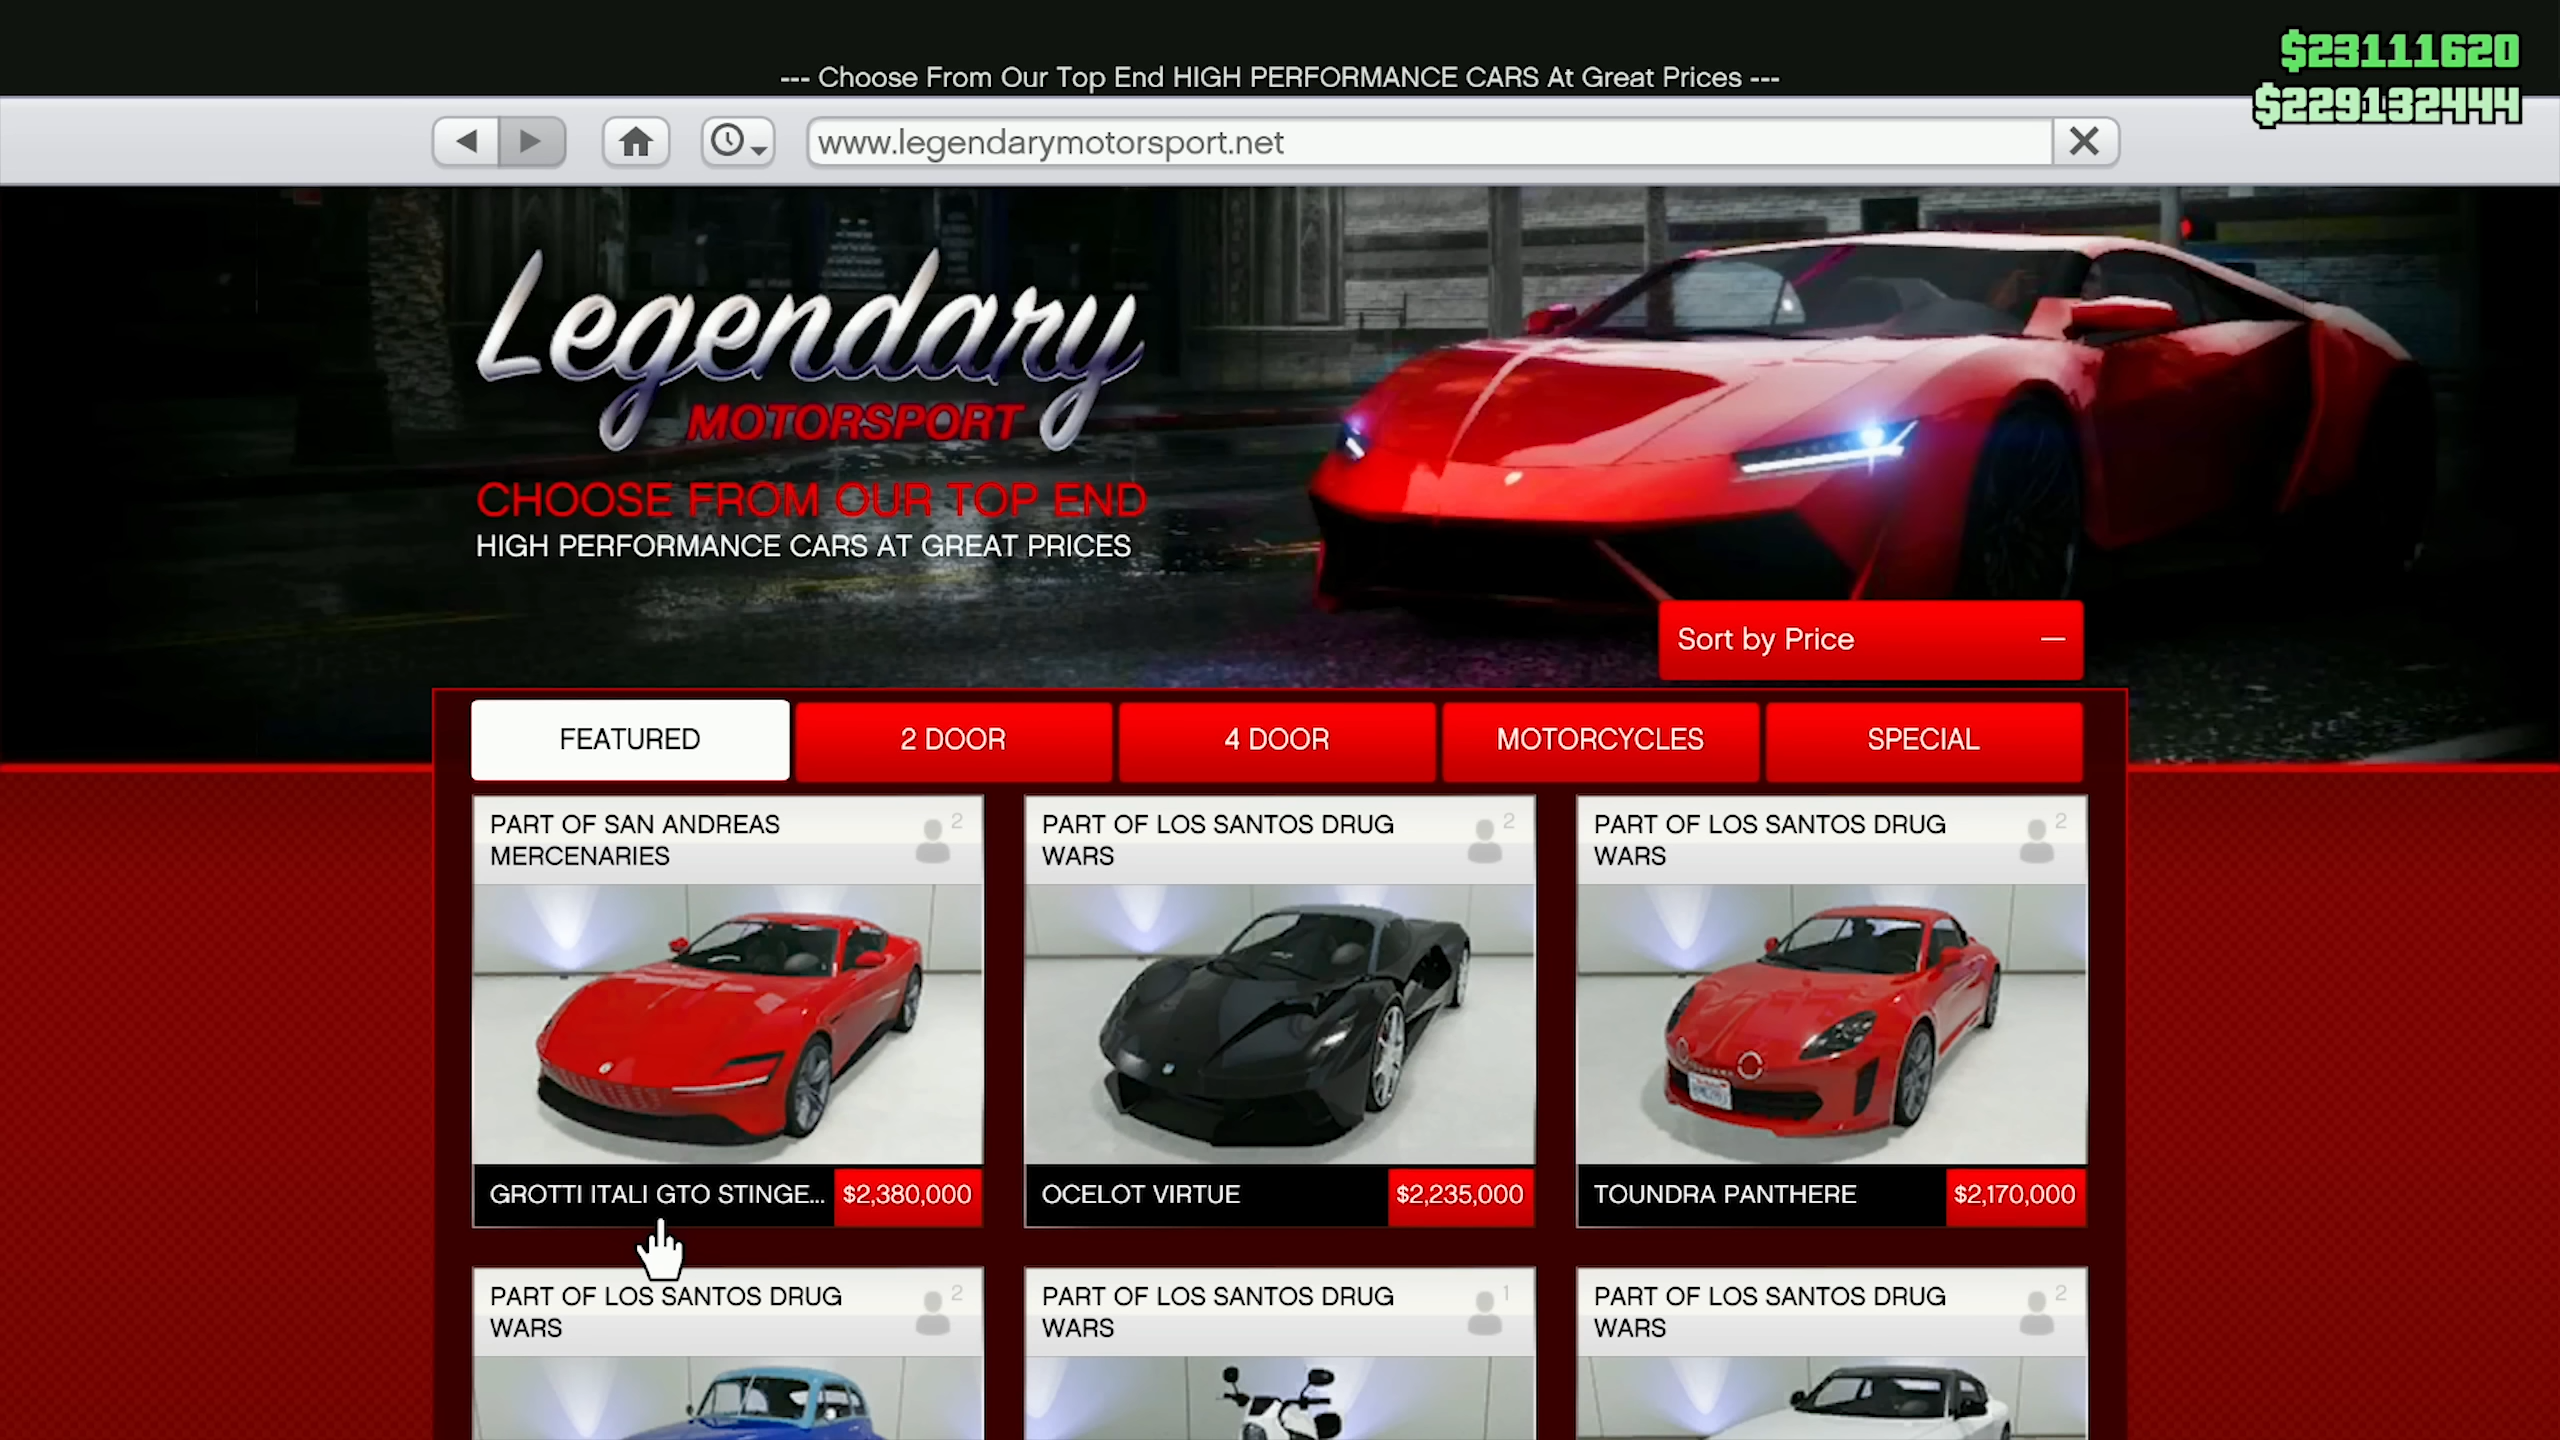 $23111620
--- Choose From Our Top End HIGH PERFORMANCE CARS At Great Prices ---
$229132444
www.legendarymotorsport.net
Legendary
MOTORSPORT
CHOOSE FROM OUR TOP END
HIGH PERFORMANCE CARS AT GREAT PRICES
Sort by Price
FEATURED
2 DOOR
4 DOOR
MOTORCYCLES
SPECIAL
PART OF SAN ANDREAS
MERCENARIES
2
PART OF LOS SANTOS DRUG
WARS
2
PART OF LOS SANTOS DRUG
WARS
2
GROTTI ITALI GTO STINGE...
$2,380,000
OCELOT VIRTUE
$2,235,000
TOUNDRA PANTHERE
$2,170,000
PART OF LOS SANTOS DRUG
WARS
2
PART OF LOS SANTOS DRUG
WARS
1
PART OF LOS SANTOS DRUG
WARS
2